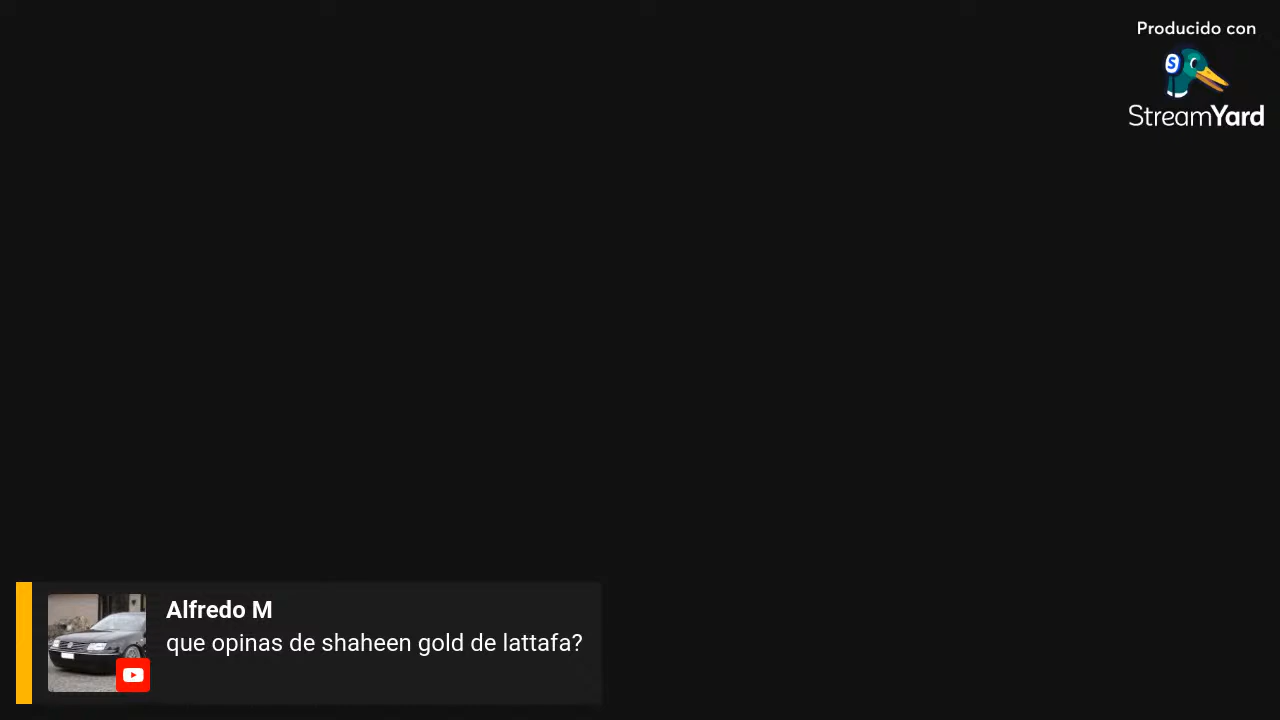 Producido con
S
StreamYard
Alfredo M
que opinas de shaheen gold de lattafa?